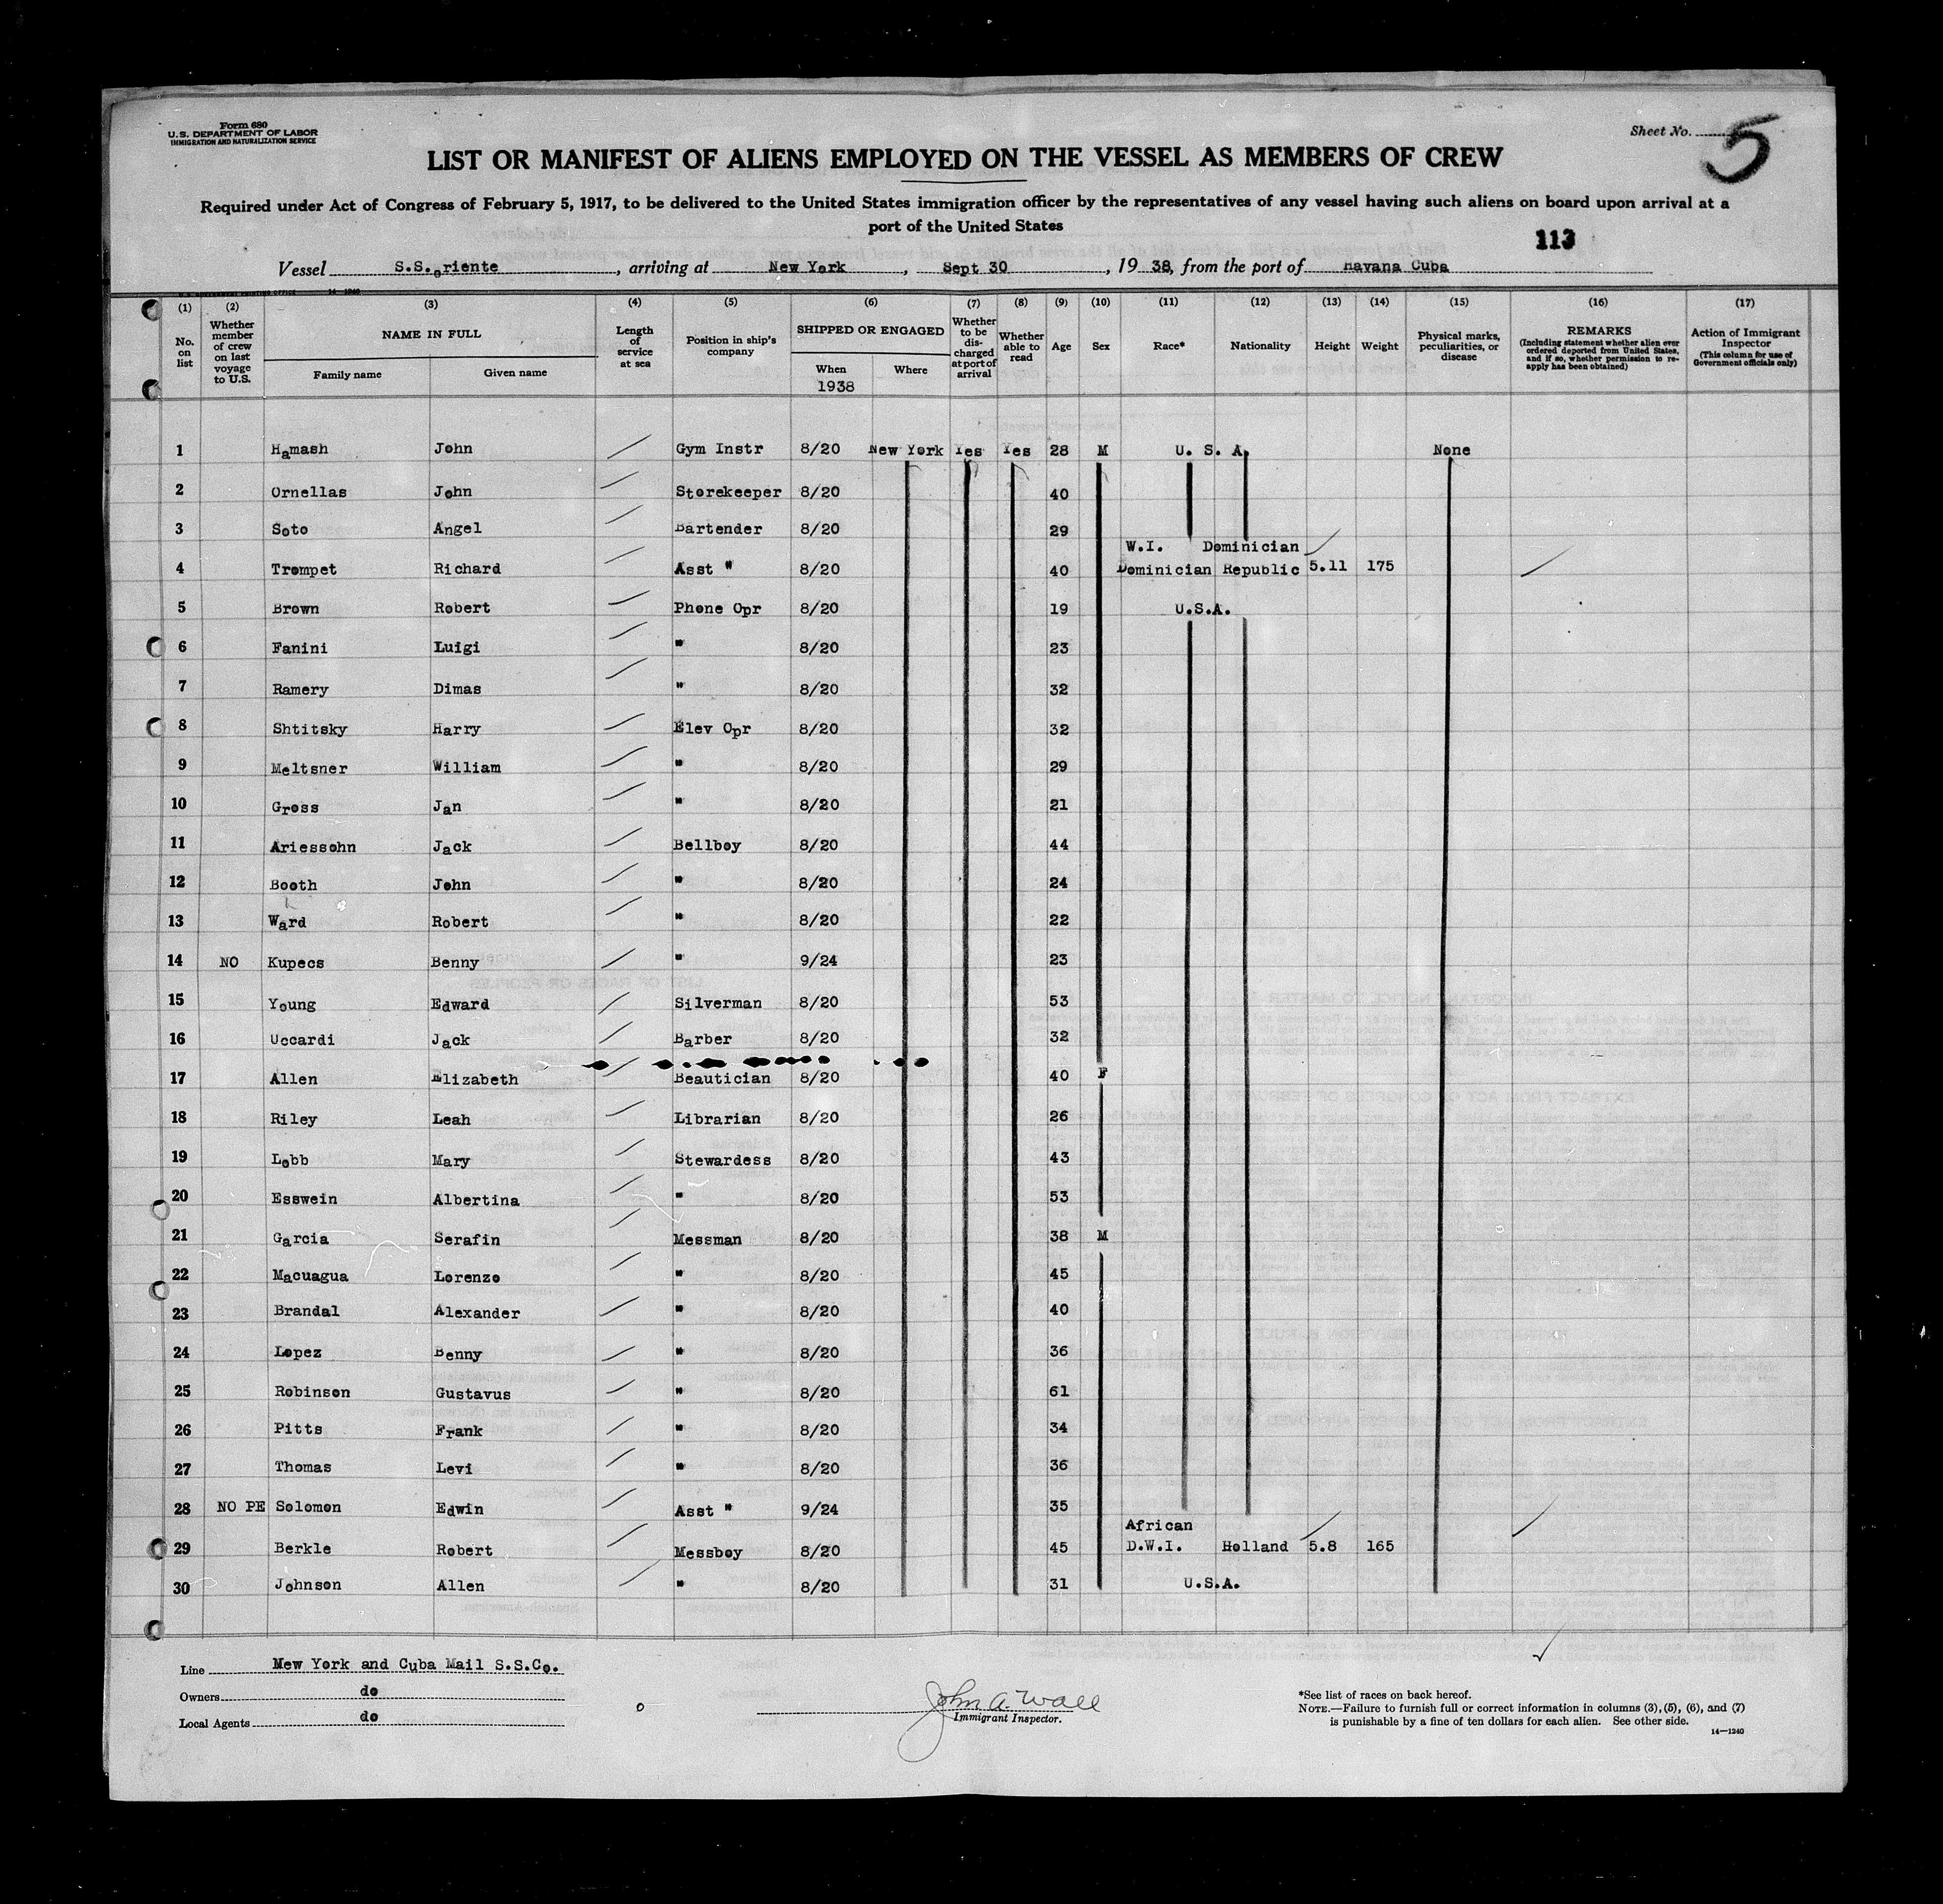 Form 680
U.S. DEPARTMENT OF LABOR
IMMIGRATION AND NATURALIZATION SERVICE
Sheet No. 5
LIST OR MANIFEST OF ALIENS EMPLOYED ON THE VESSEL AS MEMBERS OF CREW
Required under Act of Congress of February 5, 1917, to be delivered to the United States immigration officer by the representatives of any vessel having such aliens on board upon arrival at a
port of the United States
113
Vessel S.S. oriente, arriving at New York, Sept 30, 19 38, from the port of Havana Cuba
(1) (2) (3) (4) (5) (6) (7) (8) (9) (10) (11) (12) (13) (14) (15) (16) (17)
No. on list
Whether member of crew on last voyage to U.S.
NAME IN FULL
Family name Given name
Length of service at sea
Position in ship's company
SHIPPED OR ENGAGED
When Where
1938
Whether to be discharged at port of arrival
Whether able to read
Age
Sex
Race*
Nationality
Height
Weight
Physical marks, peculiarities, or disease
REMARKS
(Including statement whether alien ever ordered deported from United States, and if so, whether permission to re-apply has been obtained)
Action of Immigrant Inspector
(This column for use of Government officials only)
1 Hamash John Gym Instr 8/20 New York Yes Yes 28 M U. S. A. None
2 Ornellas John Storekeeper 8/20 40
3 Soto Angel Bartender 8/20 29
W.I. Dominician
4 Trompet Richard Asst " 8/20 40 Dominician Republic 5.11 175
5 Brown Robert Phone Opr 8/20 19 U.S.A.
6 Fanini Luigi " 8/20 23
7 Ramery Dimas " 8/20 32
8 Shtitsky Harry Elev Opr 8/20 32
9 Meltsner William " 8/20 29
10 Gross Jan " 8/20 21
11 Ariessohn Jack Bellboy 8/20 44
12 Booth John " 8/20 24
13 Ward Robert " 8/20 22
14 NO Kupecs Benny " 9/24 23
15 Young Edward Silverman 8/20 53
16 Uccardi Jack Barber 8/20 32
17 Allen Elizabeth Beautician 8/20 40 F
18 Riley Leah Librarian 8/20 26
19 Lobb Mary Stewardess 8/20 43
20 Esswein Albertina " 8/20 53
21 Garcia Serafin Messman 8/20 38 M
22 Macuagua Lorenzo " 8/20 45
23 Brandal Alexander " 8/20 40
24 Lopez Benny " 8/20 36
25 Robinson Gustavus " 8/20 61
26 Pitts Frank " 8/20 34
27 Thomas Levi " 8/20 36
28 NO PE Solomon Edwin Asst " 9/24 35
African
29 Berkle Robert Messboy 8/20 45 D.W.I. Holland 5.8 165
30 Johnson Allen " 8/20 31 U.S.A.
Line New York and Cuba Mail S.S.Co.
Owners do
Local Agents do
John A. Wall
Immigrant Inspector.
*See list of races on back hereof.
NOTE.—Failure to furnish full or correct information in columns (3), (5), (6), and (7)
is punishable by a fine of ten dollars for each alien. See other side.
14—1240